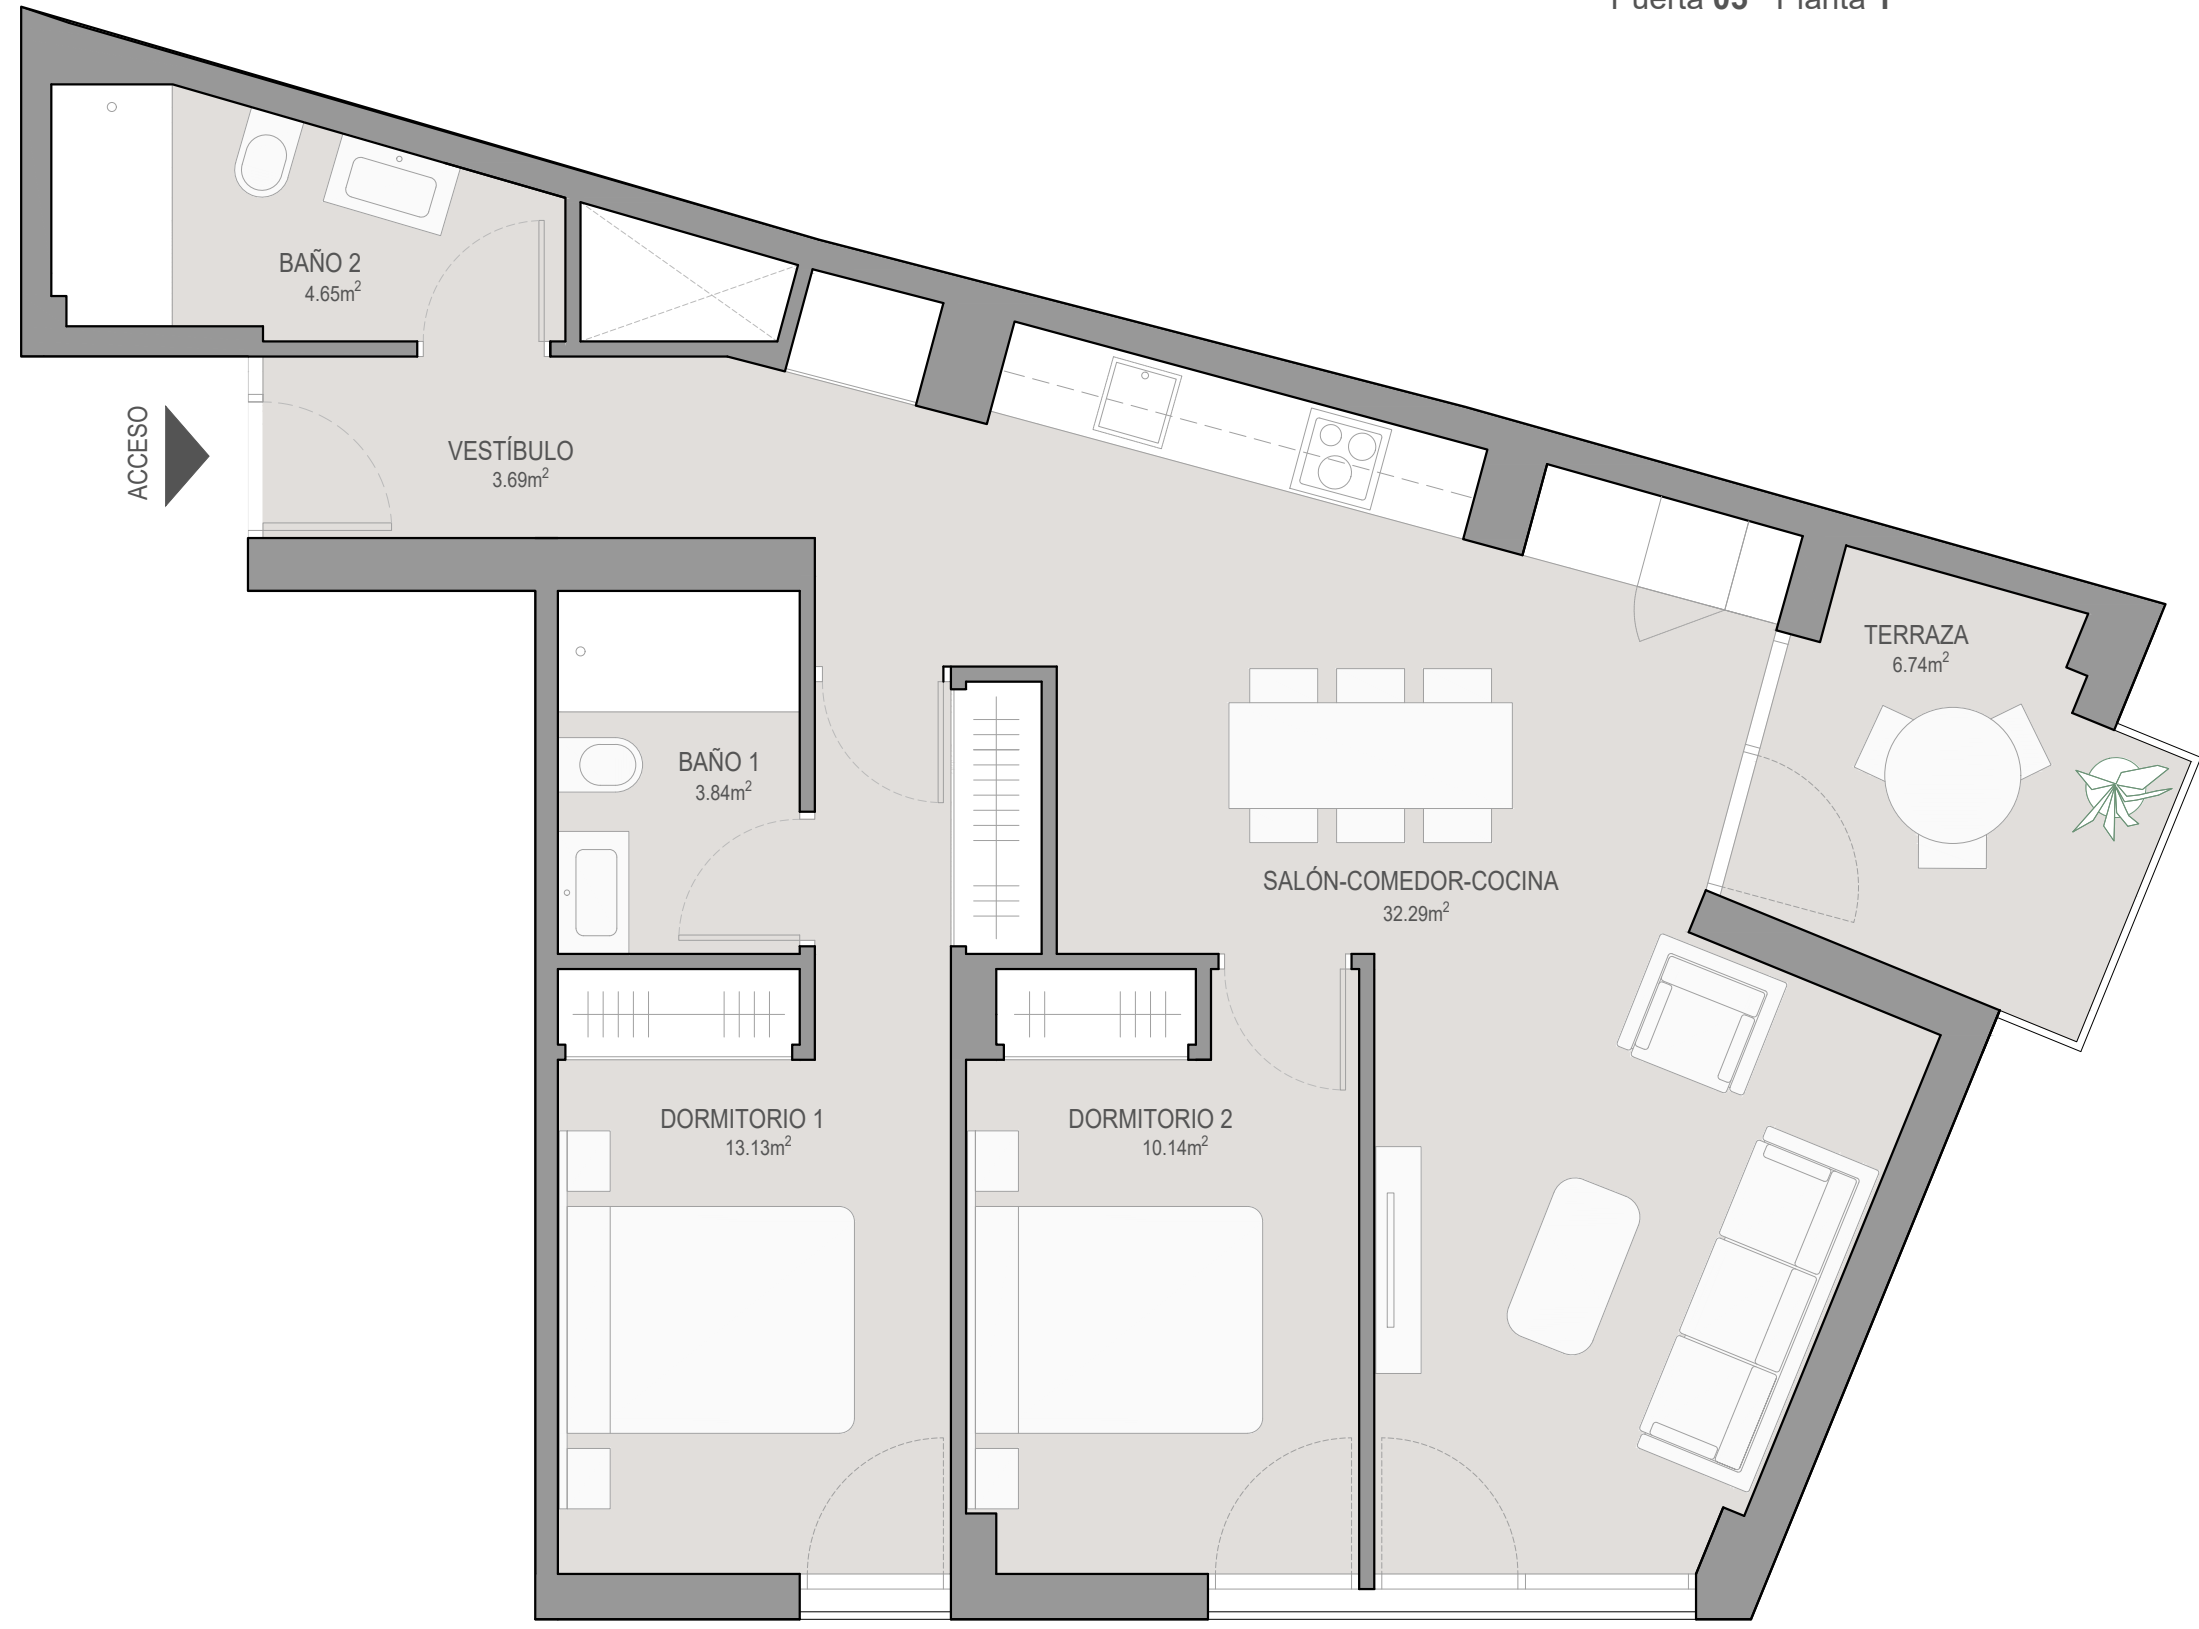 Puerta 05 Planta 1
BAÑO 2
4.65m²
ACCESO
VESTÍBULO
3.69m²
TERRAZA
6.74m²
BAÑO 1
3.84m²
SALÓN-COMEDOR-COCINA
32.29m²
DORMITORIO 1
13.13m²
DORMITORIO 2
10.14m²